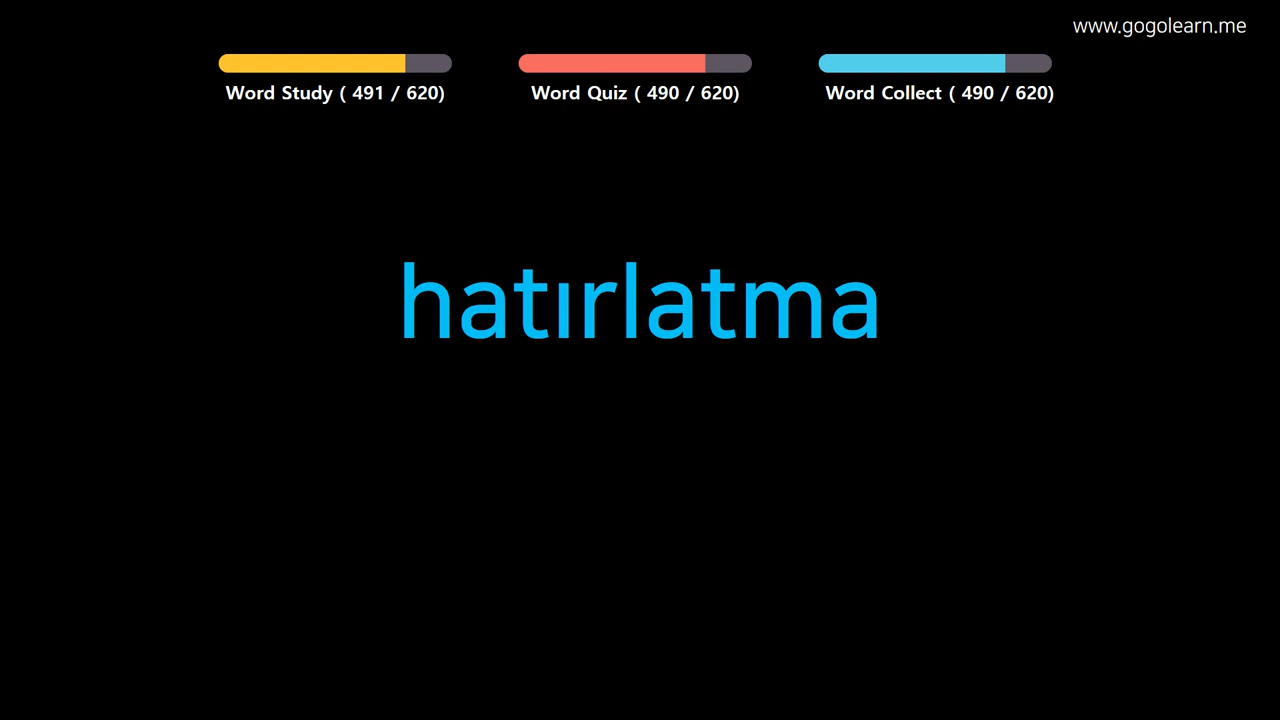 www.gogolearn.me
Word Study ( 491 / 620)
Word Quiz ( 490 / 620)
Word Collect ( 490 / 620)
hatırlatma